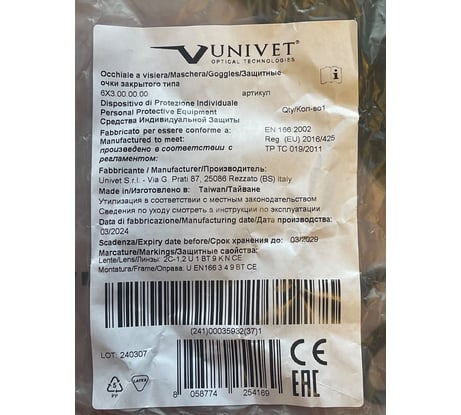 UNIVET®
OPTICAL TECHNOLOGIES
Occhiale a visiera/Maschera/Goggles/Защитные
очки закрытого типа
6X3.00.00.00 артикул
Dispositivo di Protezione Individuale
Personal Protective Equipment Qty/Кол-во1
Средства Индивидуальной Защиты
Fabbricato per essere conforme a: EN 166:2002
Manufactured to meet: Reg. (EU) 2016/425
произведено в соответствии с TP TC 019/2011
регламентом:
Fabbricante / Manufacturer/Производитель:
Univet S.r.l. - Via G. Prati 87, 25086 Rezzato (BS) Italy
Made in/Изготовлено в: Taiwan/Тайване
Утилизация в соответствии с местным законодательством
Сведения по уходу смотреть а инструкции по эксплуатации
Data di fabbricazione/Manufacturing date/Дата производства:
03/2024
Scadenza/Expiry date before/Срок хранения до: 03/2029
Marcature/Markings/Защитные свойства:
Lente/Lens/Линзы: 2C-1,2 U 1 BT 9 KN CE
Montatura/Frame/Оправа: U EN166 3 4 9 BT CE
(241)00035932(37)1
LOT: 240307
5
PP
LATEX
8 058774 254169
CE
EAC